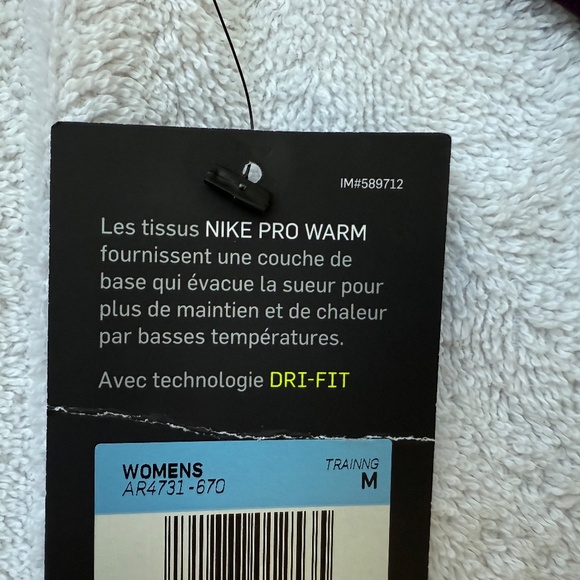 IM#589712
Les tissus NIKE PRO WARM
fournissent une couche de
base qui évacue la sueur pour
plus de maintien et de chaleur
par basses températures.
Avec technologie DRI-FIT
WOMENS TRAINNG
AR4731-670 M